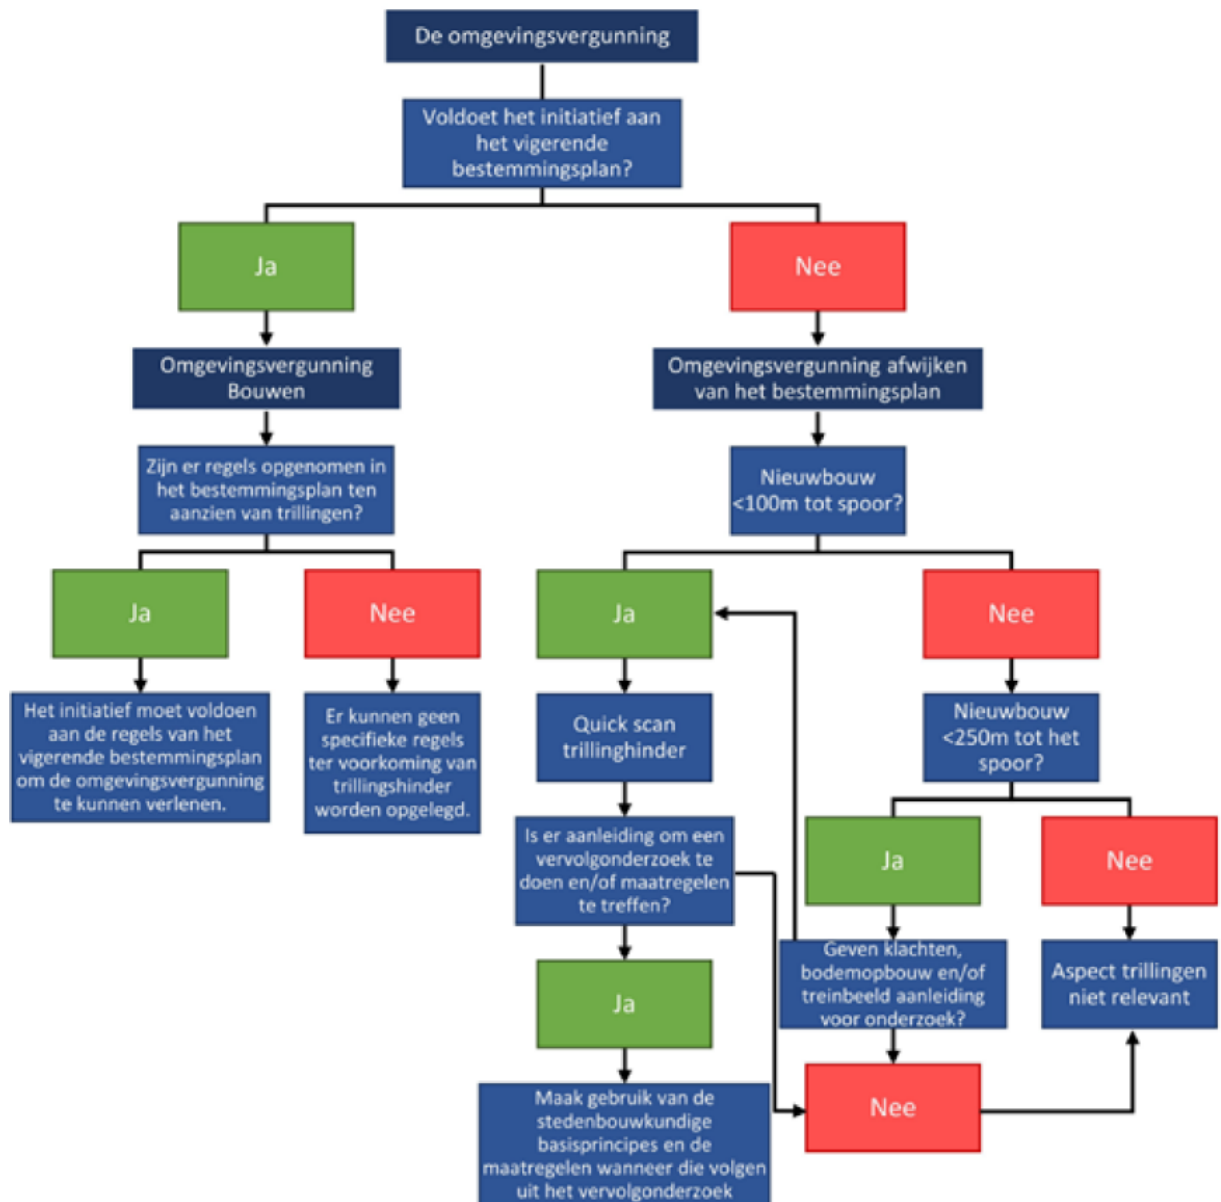 De omgevingsvergunning
Voldoet het initiatief aan
het vigerende
bestemmingsplan?
Ja
Nee
Omgevingsvergunning
Bouwen
Omgevingsvergunning afwijken
van het bestemmingsplan
Zijn er regels opgenomen in
het bestemmingsplan ten
aanzien van trillingen?
Nieuwbouw
<100m tot spoor?
Ja
Nee
Ja
Nee
Het initiatief moet voldoen
aan de regels van het
vigerende bestemmingsplan
om de omgevingsvergunning
te kunnen verlenen.
Er kunnen geen
specifieke regels
ter voorkoming van
trillingshinder
worden opgelegd.
Quick scan
trillinghinder
Nieuwbouw
<250m tot het
spoor?
Is er aanleiding om een
vervolgonderzoek te
doen en/of maatregelen
te treffen?
Ja
Nee
Ja
Geven klachten,
bodemopbouw en/of
treinbeeld aanleiding
voor onderzoek?
Aspect trillingen
niet relevant
Maak gebruik van de
stedenbouwkundige
basisprincipes en de
maatregelen wanneer die volgen
uit het vervolgonderzoek
Nee